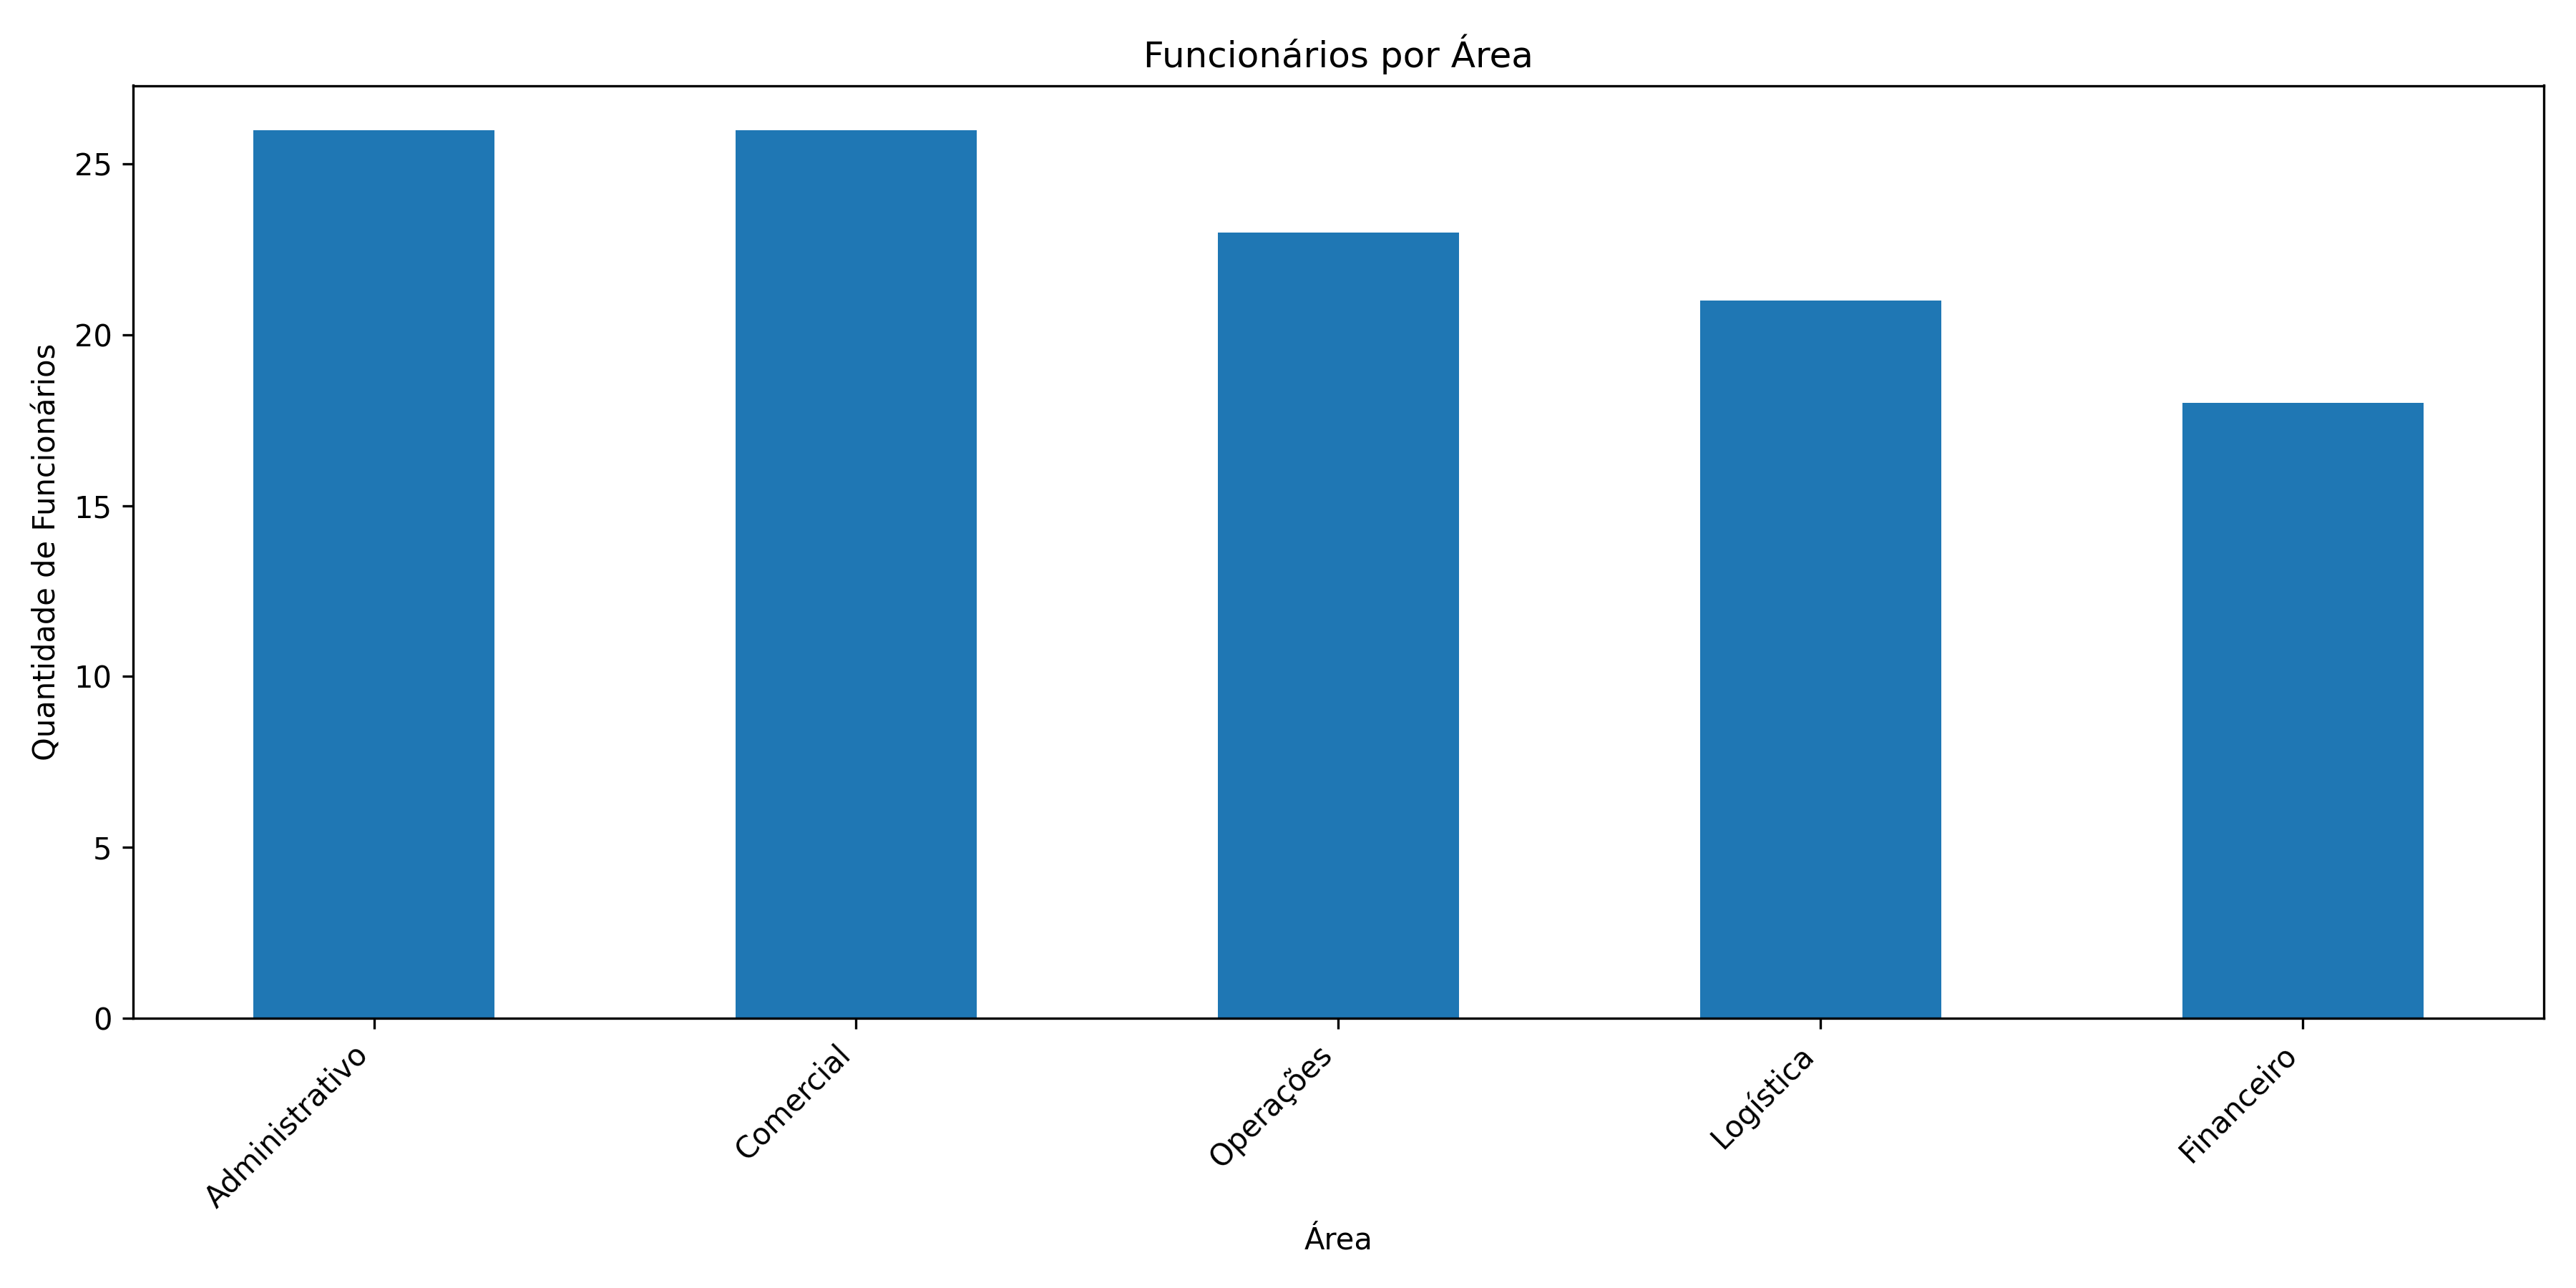 Funcionários por Área
Quantidade de Funcionários
25
20
15
10
5
0
Administrativo
Comercial
Operações
Logística
Financeiro
Área